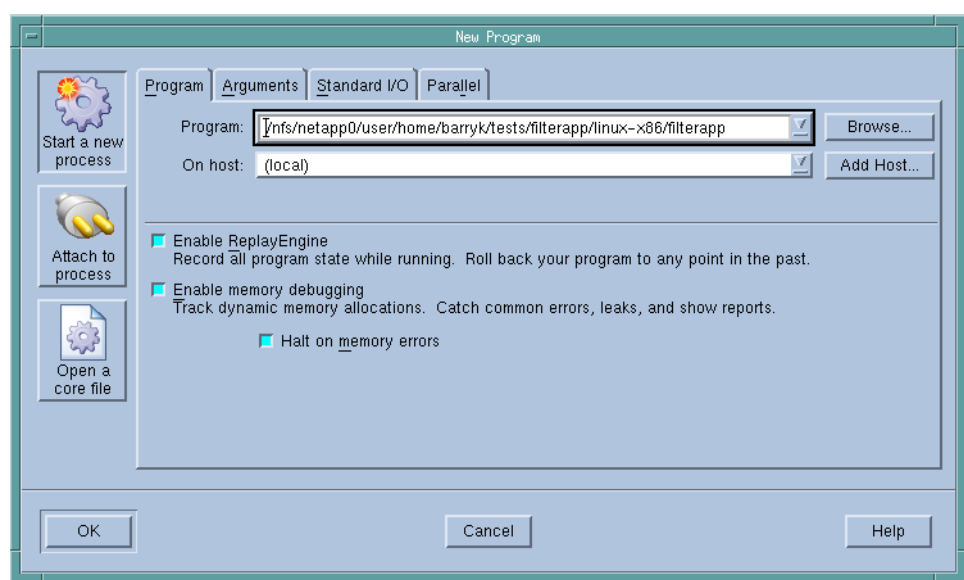 New Program
Start a new
process
Attach to
process
Open a
core file
Program Arguments Standard I/O Parallel
Program: /nfs/netapp0/user/home/barryk/tests/filterapp/linux-x86/filterapp Browse...
On host: (local) Add Host...
Enable ReplayEngine
Record all program state while running. Roll back your program to any point in the past.
Enable memory debugging
Track dynamic memory allocations. Catch common errors, leaks, and show reports.
Halt on memory errors
OK Cancel Help